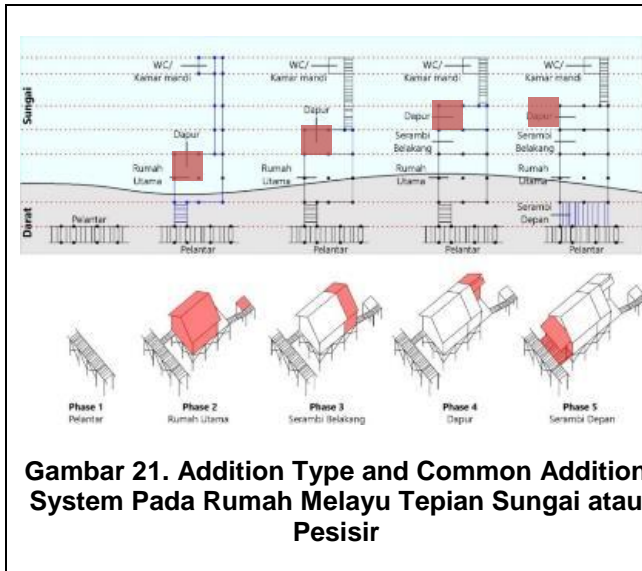 Sungai
Darat
WC/
Kamar mandi
Dapur
Rumah
Utama
Pelantar
Pelantar
WC/
Kamar mandi
Dapur
Rumah
Utama
Pelantar
WC/
Kamar mandi
Dapur
Serambi
Belakang
Rumah
Utama
Pelantar
WC/
Kamar mandi
Dapur
Serambi
Belakang
Rumah
Utama
Serambi
Depan
Pelantar
Phase 1
Pelantar
Phase 2
Rumah Utama
Phase 3
Serambi Belakang
Phase 4
Dapur
Phase 5
Serambi Depan
Gambar 21. Addition Type and Common Addition
System Pada Rumah Melayu Tepian Sungai atau
Pesisir